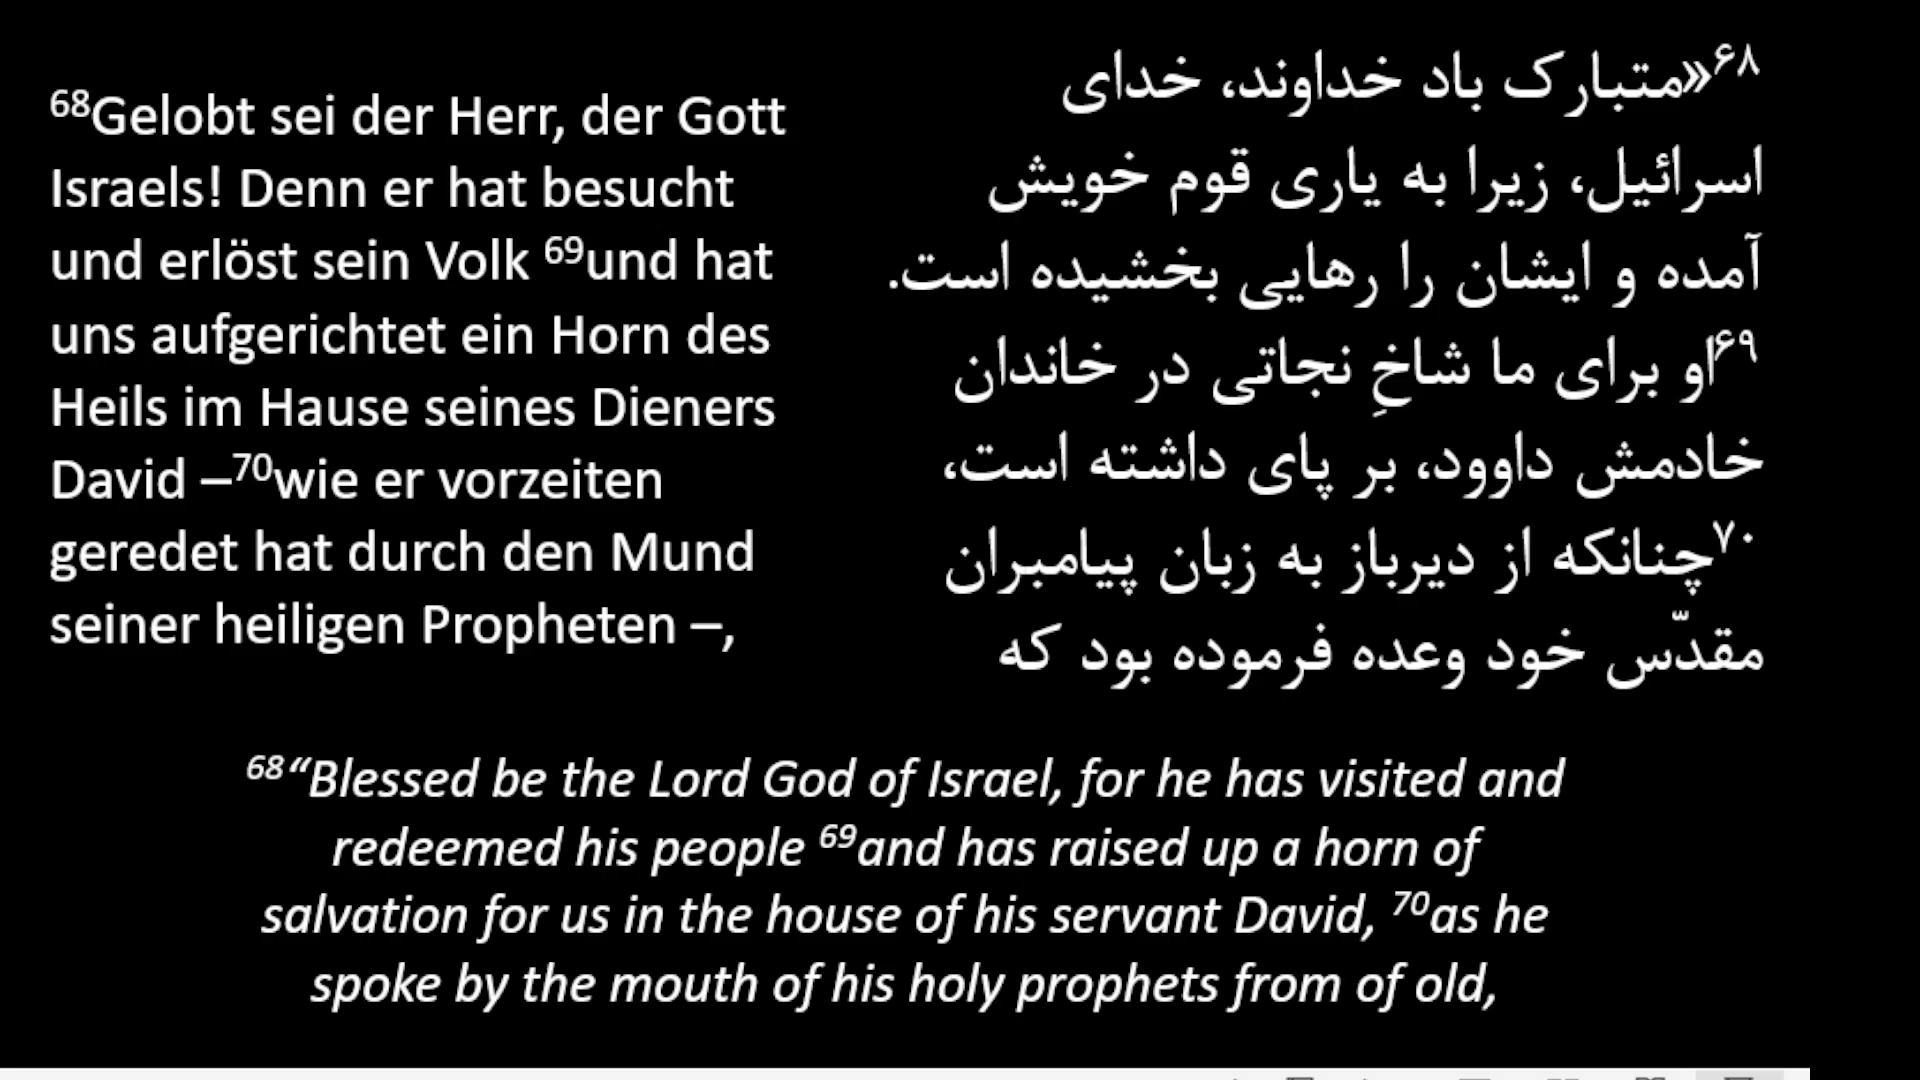 ⁶⁸Gelobt sei der Herr, der Gott
Israels! Denn er hat besucht
und erlöst sein Volk ⁶⁹und hat
uns aufgerichtet ein Horn des
Heils im Hause seines Dieners
David –⁷⁰wie er vorzeiten
geredet hat durch den Mund
seiner heiligen Propheten –,
۶۸«متبارک باد خداوند، خدای
اسرائیل، زیرا به یاری قوم خویش
آمده و ایشان را رهایی بخشیده است.
۶۹او برای ما شاخِ نجاتی در خاندان
خادمش داوود، بر پای داشته است،
۷۰چنانکه از دیرباز به زبان پیامبران
مقدّس خود وعده فرموده بود که
⁶⁸“Blessed be the Lord God of Israel, for he has visited and
redeemed his people ⁶⁹and has raised up a horn of
salvation for us in the house of his servant David, ⁷⁰as he
spoke by the mouth of his holy prophets from of old,